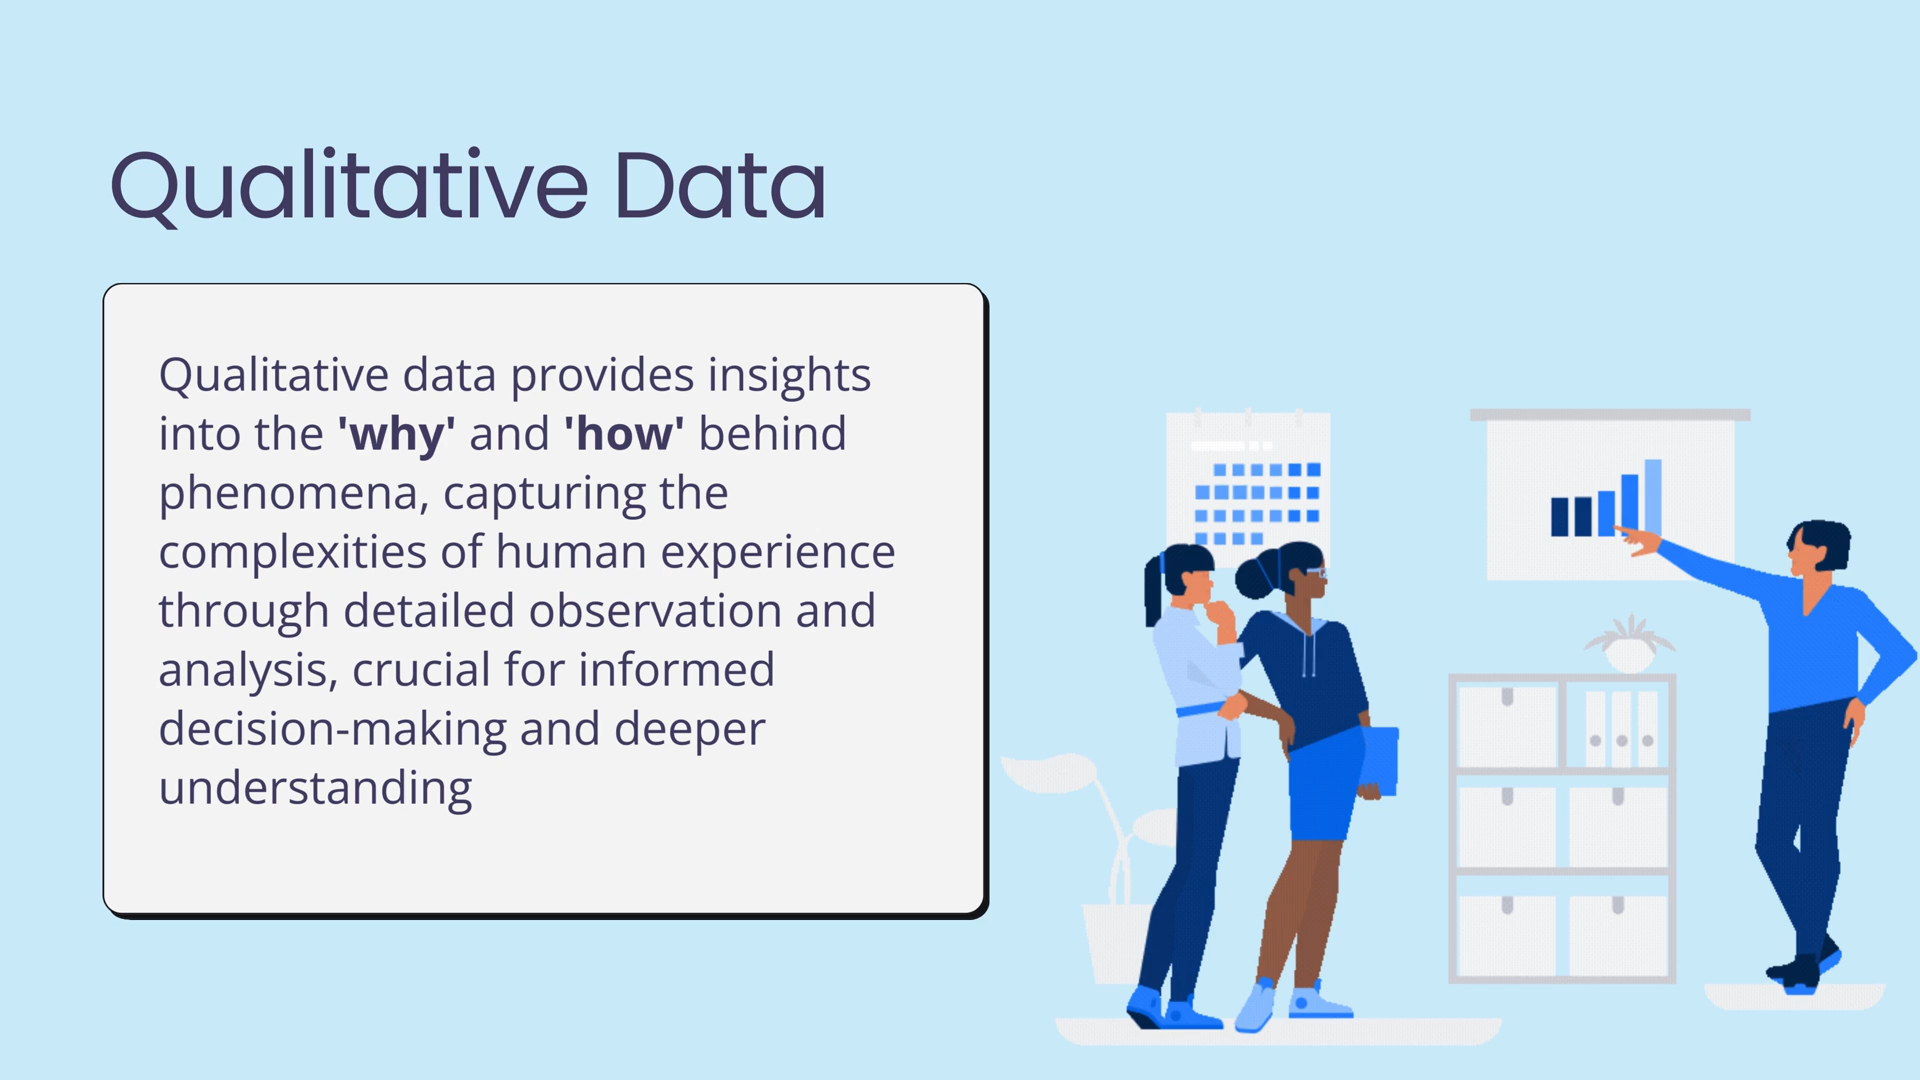 Qualitative Data
Qualitative data provides insights
into the 'why' and 'how' behind
phenomena, capturing the
complexities of human experience
through detailed observation and
analysis, crucial for informed
decision-making and deeper
understanding